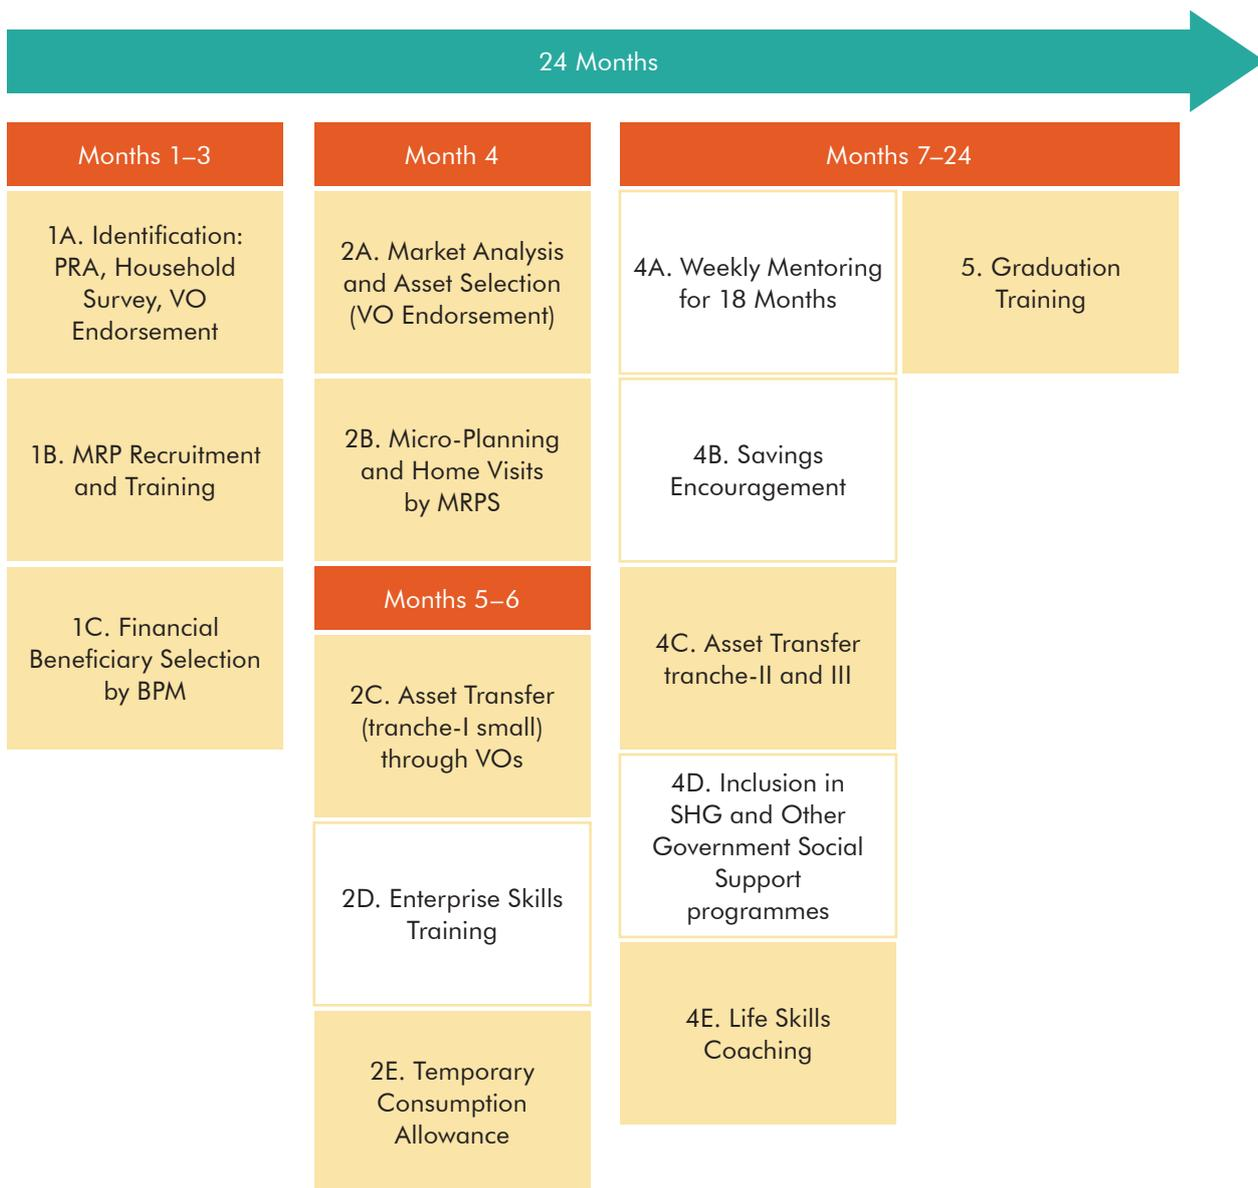 24 Months
Months 1–3
1A. Identification:
PRA, Household
Survey, VO
Endorsement
1B. MRP Recruitment
and Training
1C. Financial
Beneficiary Selection
by BPM
Month 4
2A. Market Analysis
and Asset Selection
(VO Endorsement)
2B. Micro-Planning
and Home Visits
by MRPS
Months 5–6
2C. Asset Transfer
(tranche-I small)
through VOs
2D. Enterprise Skills
Training
2E. Temporary
Consumption
Allowance
Months 7–24
4A. Weekly Mentoring
for 18 Months
4B. Savings
Encouragement
4C. Asset Transfer
tranche-II and III
4D. Inclusion in
SHG and Other
Government Social
Support
programmes
4E. Life Skills
Coaching
5. Graduation
Training